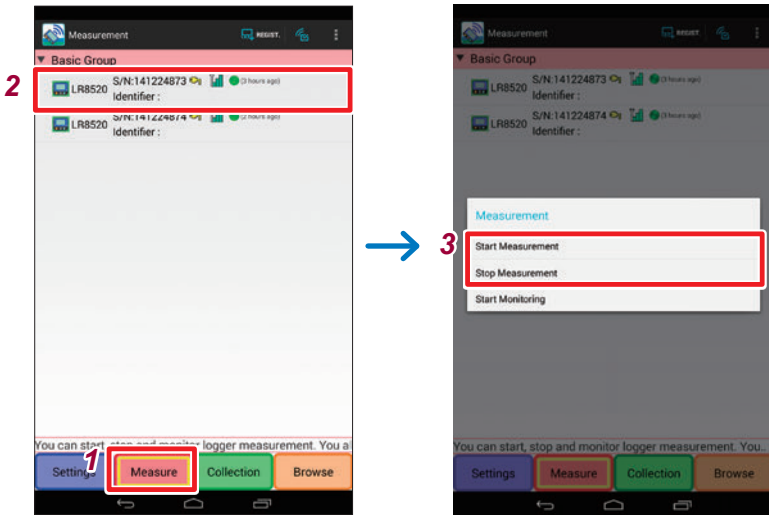 Measurement REGIST.
Basic Group
2
LR8520 S/N:141224873 (3 hours ago)
Identifier :
LR8520 S/N:141224874 (2 hours ago)
Identifier :
You can start, stop and monitor logger measurement. You al
1
Settings Measure Collection Browse
Measurement REGIST.
Basic Group
LR8520 S/N:141224873 (3 hours ago)
Identifier :
LR8520 S/N:141224874 (3 hours ago)
Identifier :
Measurement
3
Start Measurement
Stop Measurement
Start Monitoring
You can start, stop and monitor logger measurement. You..
Settings Measure Collection Browse